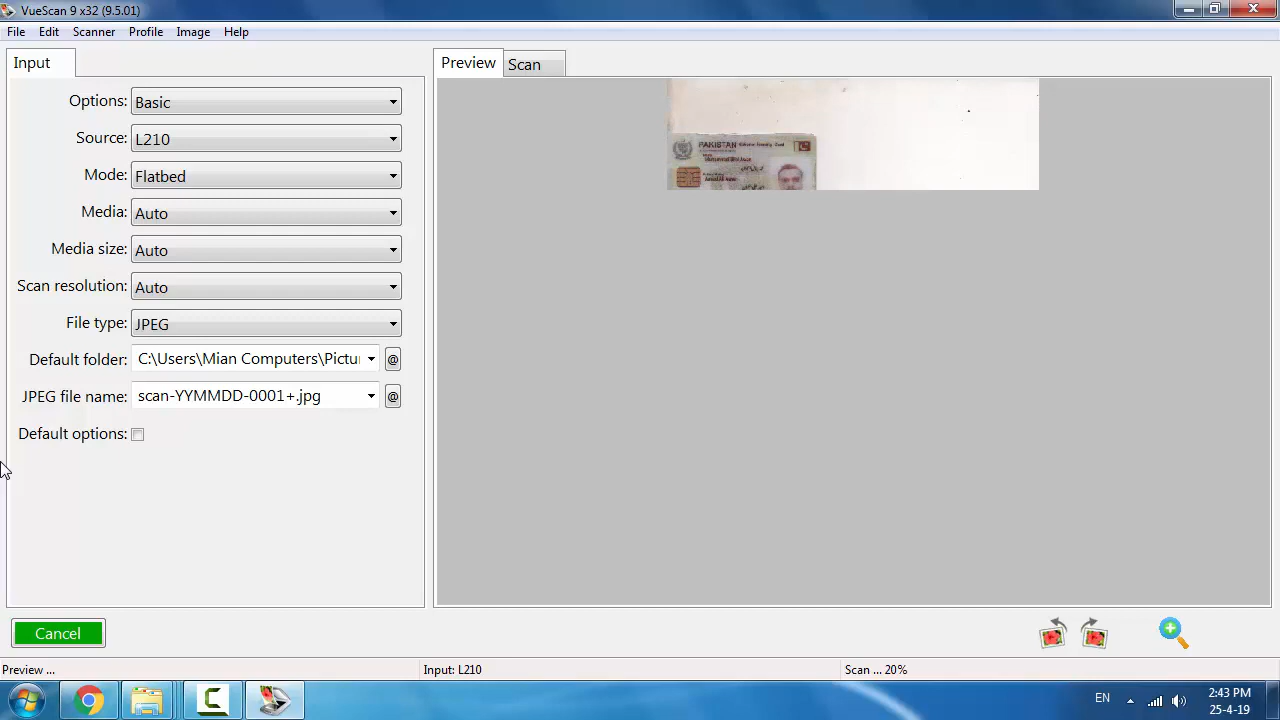 VueScan 9 x32 (9.5.01)
File Edit Scanner Profile Image Help
Input
Preview Scan
Options: Basic
Source: L210
Mode: Flatbed
Media: Auto
Media size: Auto
Scan resolution: Auto
File type: JPEG
Default folder: C:\Users\Mian Computers\Pictu @
JPEG file name: scan-YYMMDD-0001+.jpg @
Default options:
PAKISTAN National Identity Card
Cancel
Preview ... Input: L210 Scan ... 20%
EN
2:43 PM
25-4-19